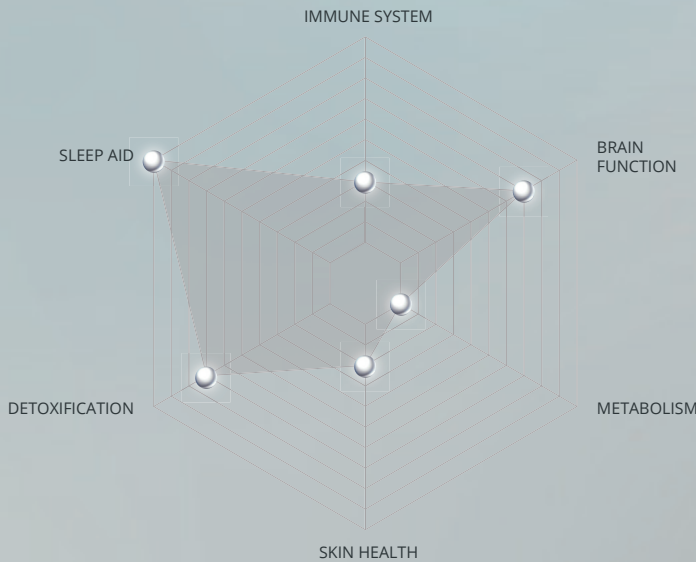 IMMUNE SYSTEM
SLEEP AID
BRAIN
FUNCTION
DETOXIFICATION
METABOLISM
SKIN HEALTH